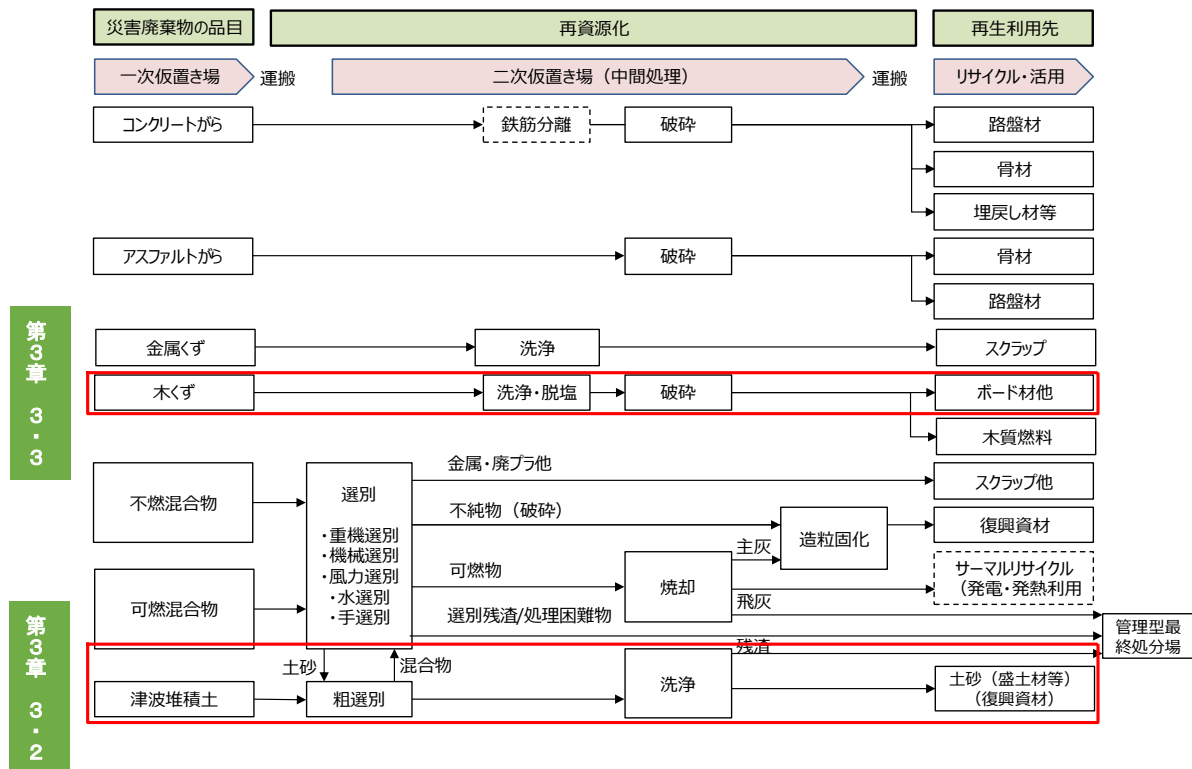 災害廃棄物の品目
再資源化
再生利用先
一次仮置き場
運搬
二次仮置き場（中間処理）
運搬
リサイクル・活用
コンクリートがら
鉄筋分離
破砕
路盤材
骨材
埋戻し材等
アスファルトがら
破砕
骨材
路盤材
第3章　3・3
金属くず
洗浄
スクラップ
木くず
洗浄・脱塩
破砕
ボード材他
木質燃料
不燃混合物
選別
・重機選別
・機械選別
・風力選別
・水選別
・手選別
金属・廃プラ他
スクラップ他
不純物（破砕）
造粒固化
復興資材
主灰
可燃混合物
可燃物
焼却
サーマルリサイクル
（発電・発熱利用
飛灰
選別残渣/処理困難物
管理型最
終処分場
第3章　3・2
土砂
混合物
残渣
津波堆積土
粗選別
洗浄
土砂（盛土材等）
（復興資材）